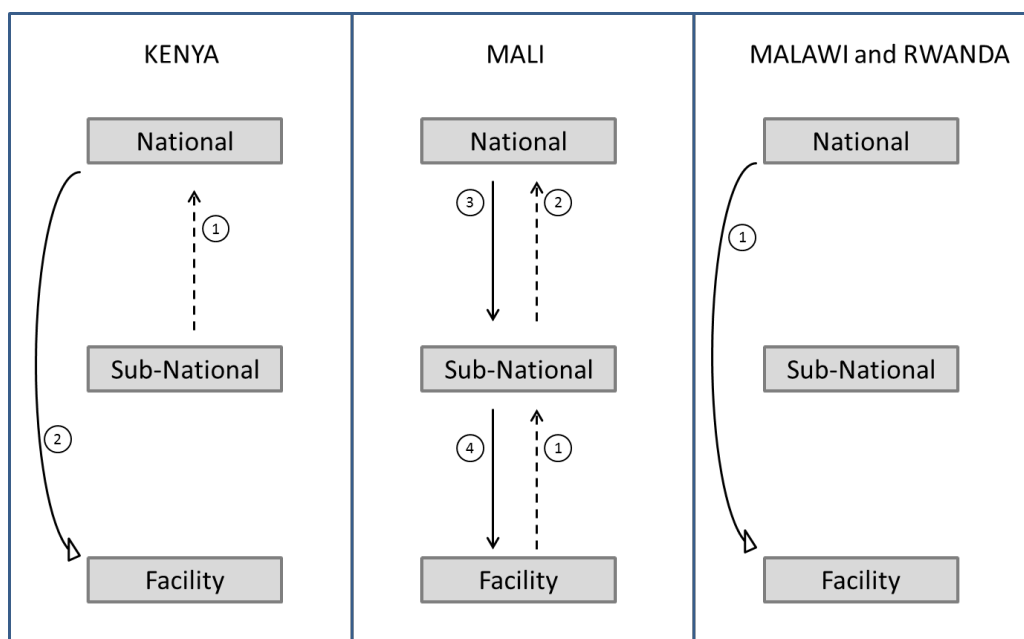 KENYA
National
1
Sub-National
2
Facility
MALI
National
3
2
Sub-National
4
1
Facility
MALAWI and RWANDA
National
1
Sub-National
Facility